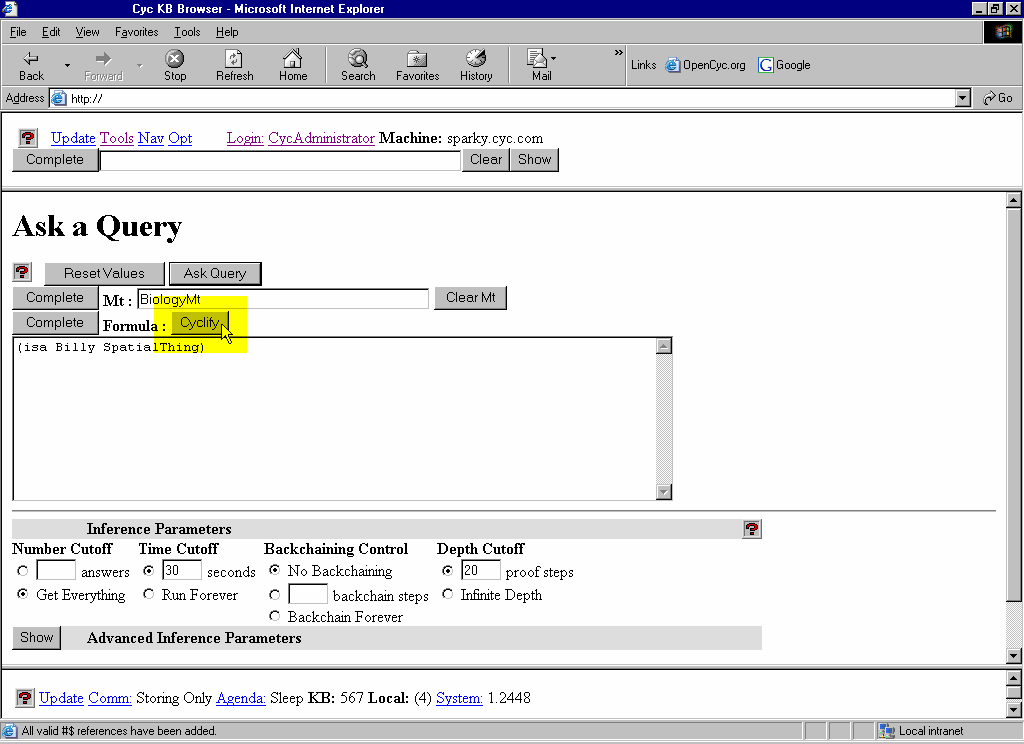 Cyc KB Browser - Microsoft Internet Explorer
File Edit View Favorites Tools Help
Back Forward Stop Refresh Home Search Favorites History Mail » Links OpenCyc.org Google
Address http:// Go
Update Tools Nav Opt Login: CycAdministrator Machine: sparky.cyc.com
Complete Clear Show
Ask a Query
Reset Values Ask Query
Complete Mt : BiologyMt Clear Mt
Complete Formula : Cyclify
(isa Billy SpatialThing)
Inference Parameters
Number Cutoff Time Cutoff Backchaining Control Depth Cutoff
answers 30 seconds No Backchaining 20 proof steps
Get Everything Run Forever backchain steps Infinite Depth
Backchain Forever
Show Advanced Inference Parameters
Update Comm: Storing Only Agenda: Sleep KB: 567 Local: (4) System: 1.2448
All valid #$ references have been added. Local intranet